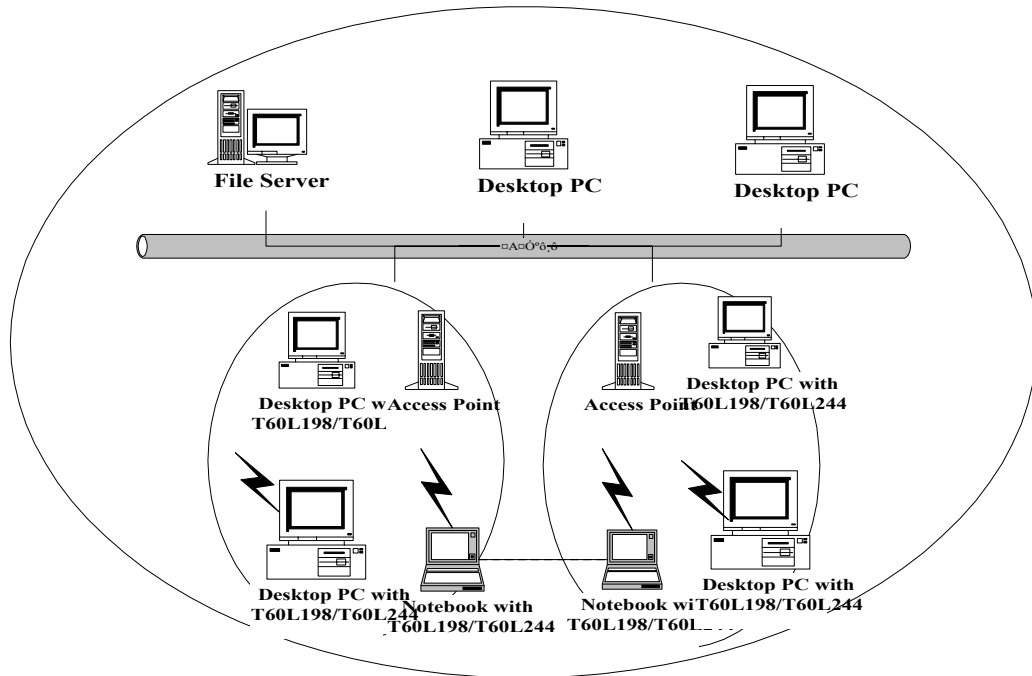 File Server
Desktop PC
Desktop PC
¤A¤Óºô¸ô
Desktop PC w
T60L198/T60L
Access Point
Access Point
Desktop PC with
T60L198/T60L244
Desktop PC with
T60L198/T60L244
Notebook with
T60L198/T60L244
Notebook wi
T60L198/T60L
Desktop PC with
T60L198/T60L244